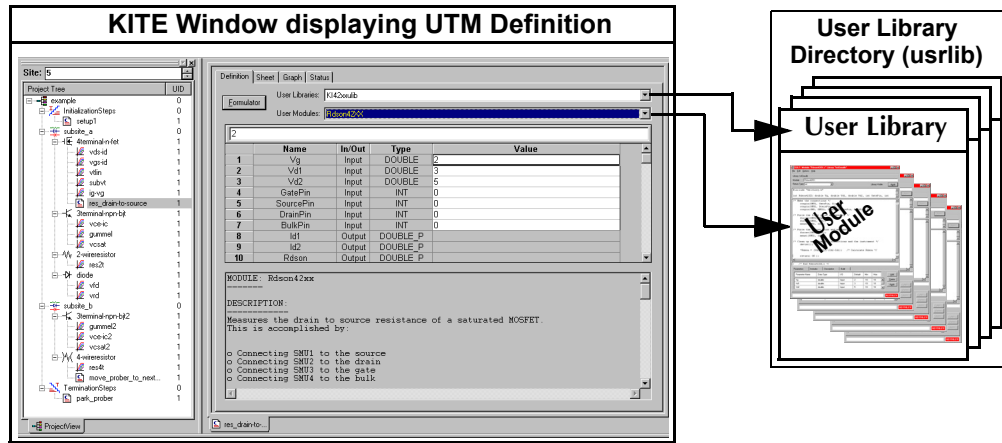 KITE Window displaying UTM Definition
Site: 5
Project Tree UID
example 0
InitializationSteps 0
setup1 1
subsite_a 0
4terminal-n-fet 1
vds-id 1
vgs-id 1
vtlin 1
subvt 1
ig-vg 1
res_drain-to-source 1
3terminal-npn-bjt 1
vce-ic 1
gummel 1
vcsat 1
2-wireresistor 1
res2t 1
diode 1
vfd 1
vrd 1
subsite_b 0
3terminal-npn-bjt2 1
gummel2 1
vce-ic2 1
vcsat2 1
4-wireresistor 1
res4t 1
move_prober_to_next... 1
TerminationSteps 0
park_prober 1
ProjectView
Definition Sheet Graph Status
Formulator
User Libraries: KI42xxulib
User Modules: Rdson42XX
2
Name In/Out Type Value
1 Vg Input DOUBLE 2
2 Vd1 Input DOUBLE 3
3 Vd2 Input DOUBLE 5
4 GatePin Input INT 0
5 SourcePin Input INT 0
6 DrainPin Input INT 0
7 BulkPin Input INT 0
8 Id1 Output DOUBLE_P
9 Id2 Output DOUBLE_P
10 Rdson Output DOUBLE_P
MODULE: Rdson42xx
--------
DESCRIPTION:
------------
Measures the drain to source resistance of a saturated MOSFET.
This is accomplished by:
o Connecting SMU1 to the source
o Connecting SMU2 to the drain
o Connecting SMU3 to the gate
o Connecting SMU4 to the bulk
res_drain-to-...
User Library
Directory (usrlib)
User Library
User
Module